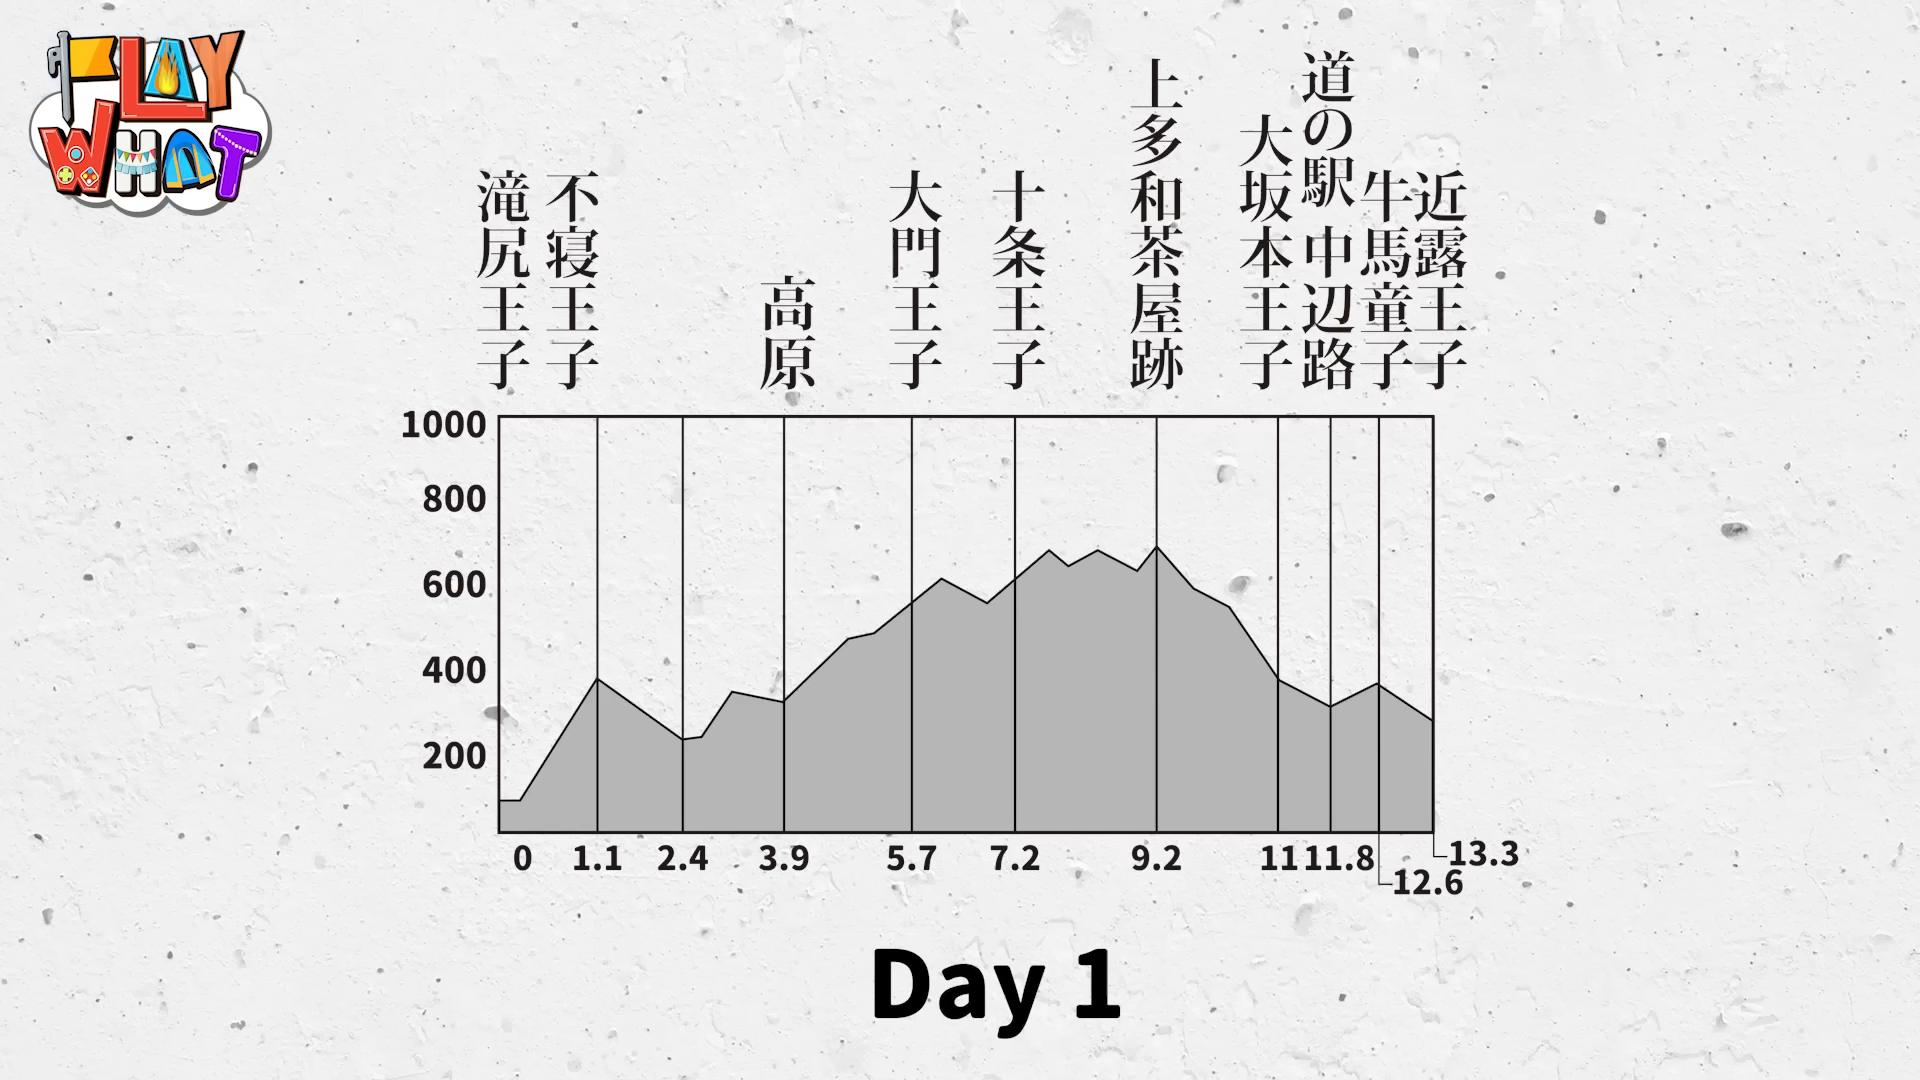 PLAY
WHAT
滝尻王子
不寝王子
高原
大門王子
十条王子
上多和茶屋跡
大坂本王子
道の駅 中辺路
牛馬童子
近露王子
1000
800
600
400
200
0
1.1
2.4
3.9
5.7
7.2
9.2
11
11.8
12.6
13.3
Day 1